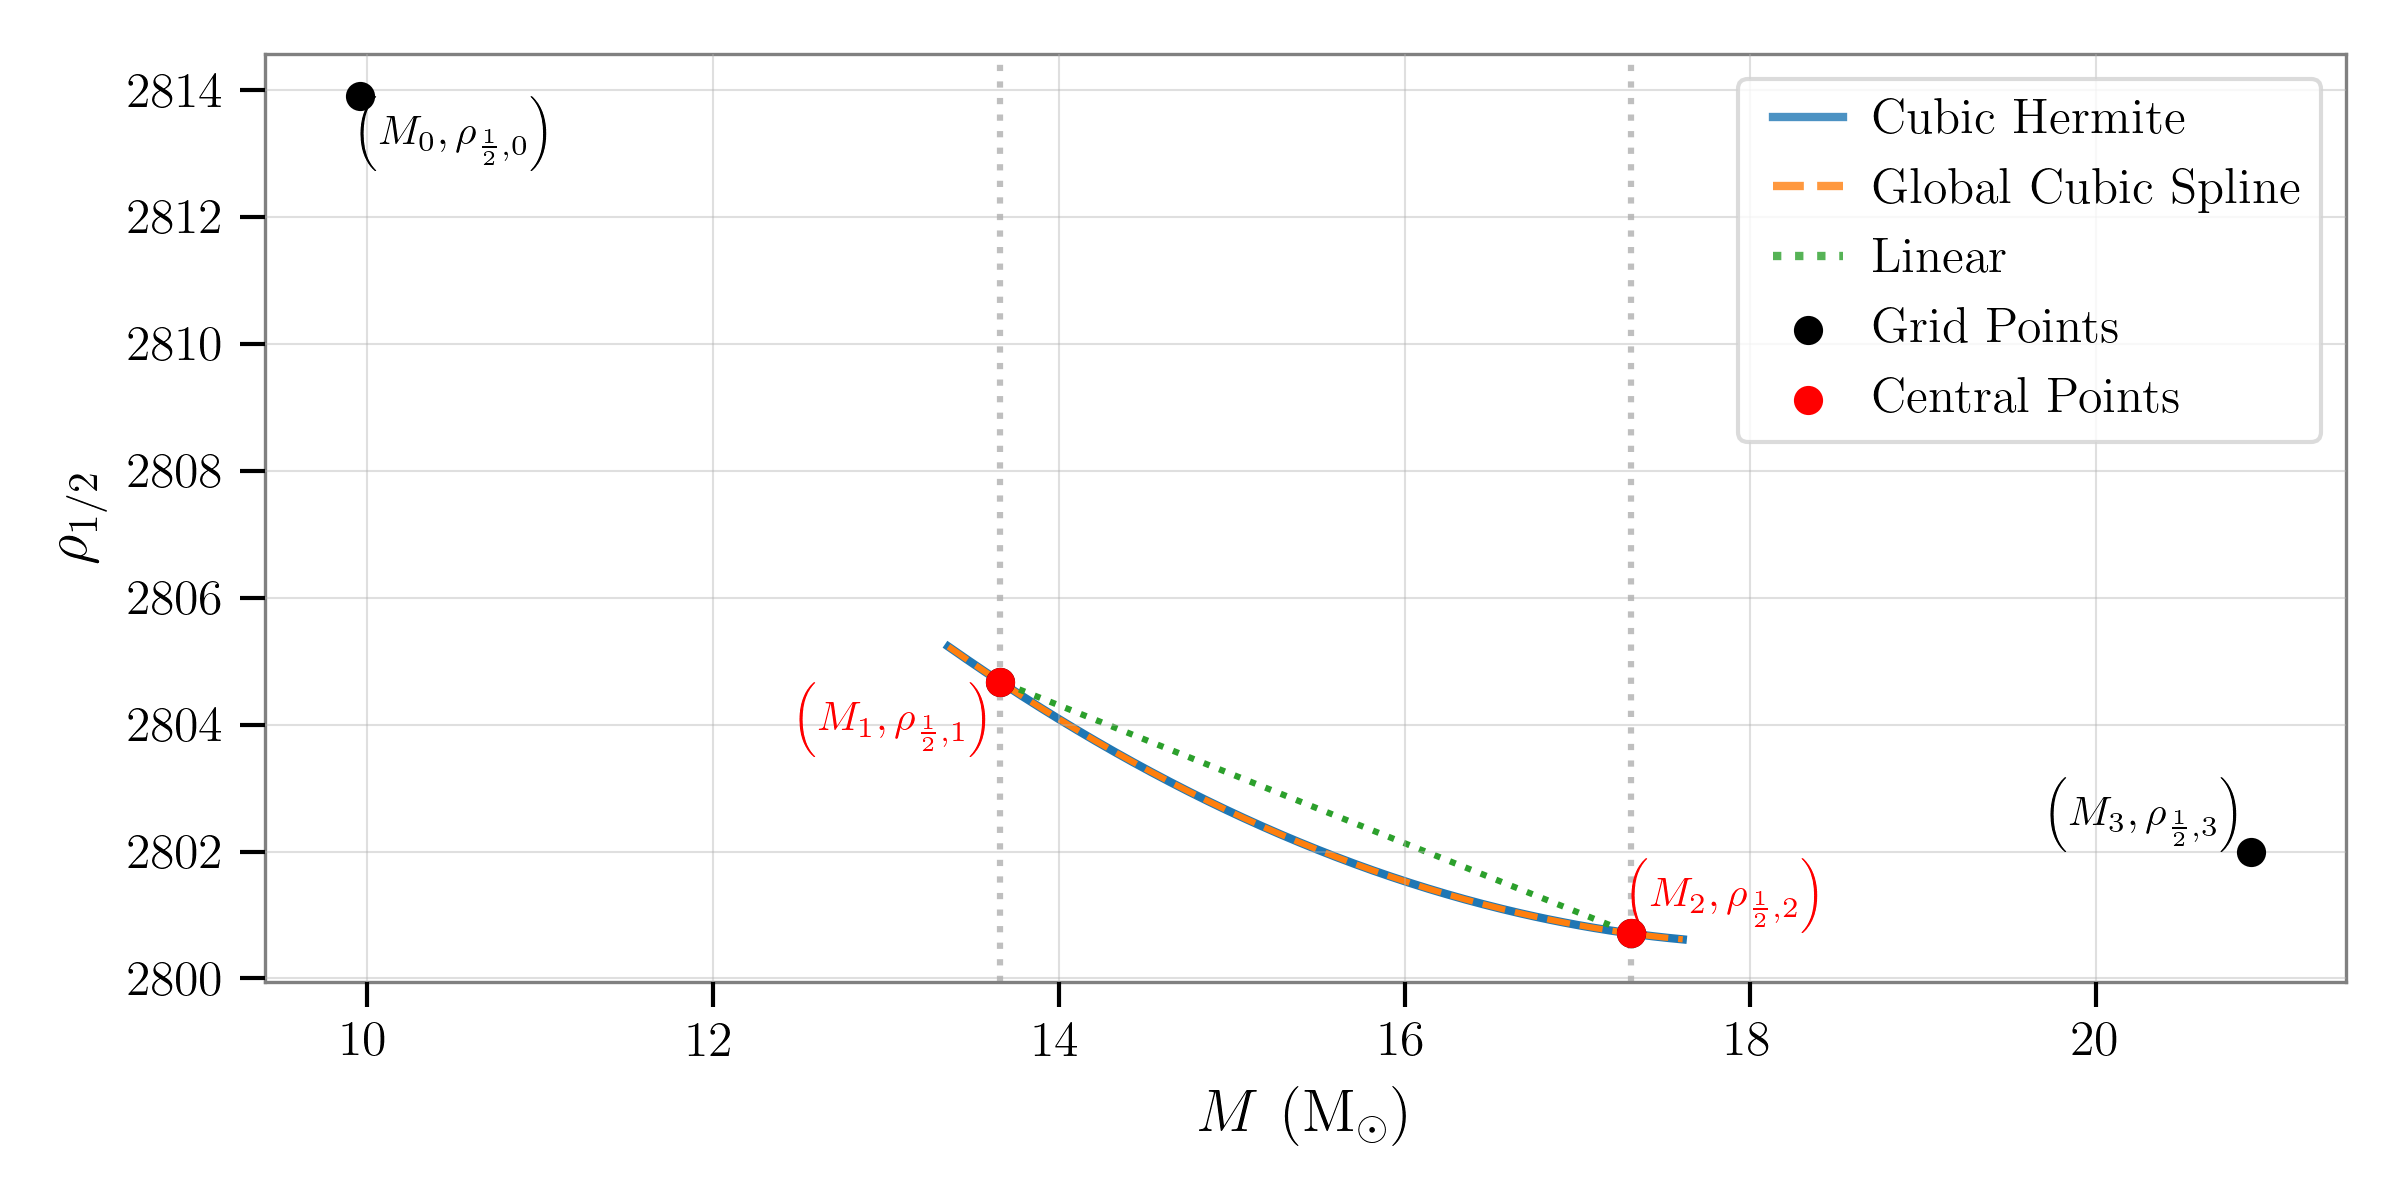 2814
2812
2810
2808
2806
2804
2802
2800
ρ1/2
10 12 14 16 18 20
M (M⊙)
(M0, ρ1/2,0)
(M1, ρ1/2,1)
(M2, ρ1/2,2)
(M3, ρ1/2,3)
Cubic Hermite
Global Cubic Spline
Linear
Grid Points
Central Points